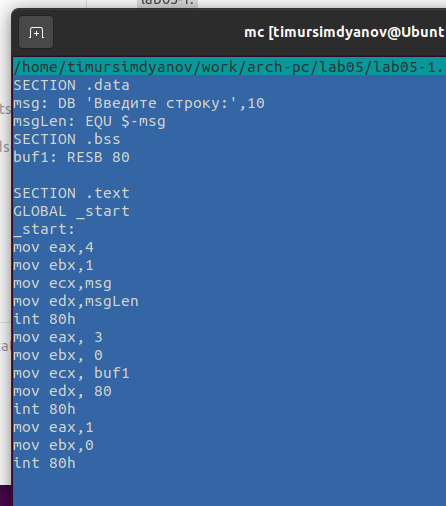 lab05-1.
mc [timursimdyanov@Ubunt
/home/timursimdyanov/work/arch-pc/lab05/lab05-1.
SECTION .data
msg: DB 'Введите строку:',10
msgLen: EQU $-msg
SECTION .bss
buf1: RESB 80
SECTION .text
GLOBAL _start
_start:
mov eax,4
mov ebx,1
mov ecx,msg
mov edx,msgLen
int 80h
mov eax, 3
mov ebx, 0
mov ecx, buf1
mov edx, 80
int 80h
mov eax,1
mov ebx,0
int 80h